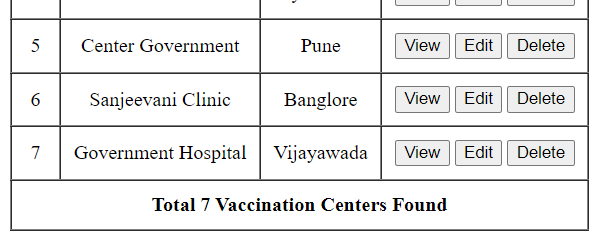 5 Center Government Pune View Edit Delete
6 Sanjeevani Clinic Banglore View Edit Delete
7 Government Hospital Vijayawada View Edit Delete
Total 7 Vaccination Centers Found